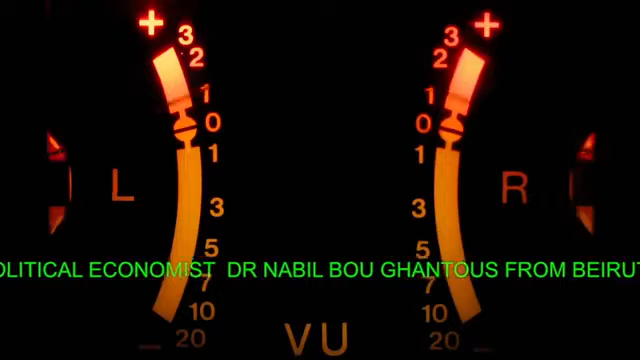 + 3 3 +
2 2
1 1
0 0
1 1
L R
3 3
5 5
OLITICAL ECONOMIST DR NABIL BOU GHANTOUS FROM BEIRUT
7 7
10 10
- 20 VU 20 -